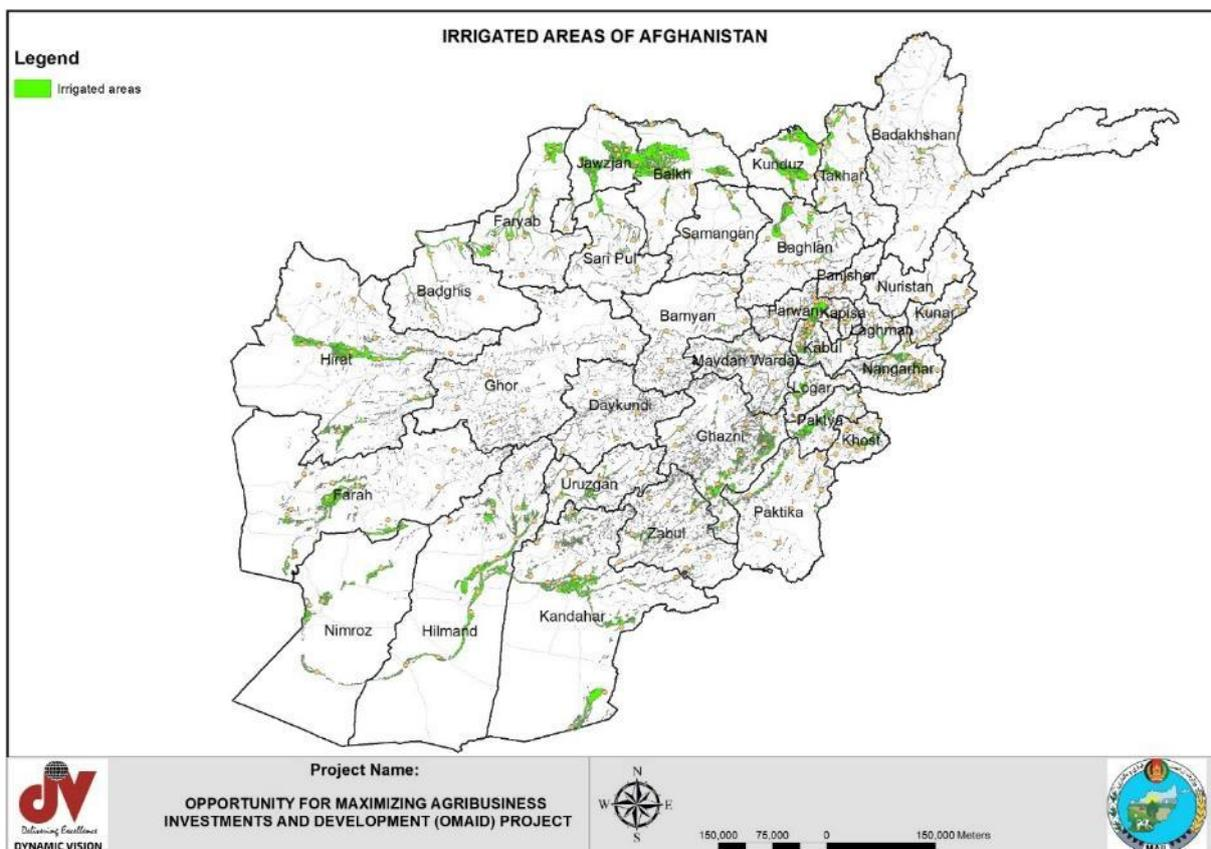 IRRIGATED AREAS OF AFGHANISTAN
Legend
Irrigated areas
Badakhshan
Jawzjan
Balkh
Kunduz
Takhar
Faryab
Samangan
Baghlan
Sari Pul
Panjsher
Nuristan
Badghis
Bamyan
Parwan
Kapisa
Kunar
Laghman
Kabul
Hirat
Maydan Wardak
Nangarhar
Ghor
Logar
Daykundi
Paktya
Ghazni
Khost
Uruzgan
Farah
Paktika
Zabul
Kandahar
Nimroz
Hilmand
dv
Delivering Excellence
DYNAMIC VISION
Project Name:
OPPORTUNITY FOR MAXIMIZING AGRIBUSINESS
INVESTMENTS AND DEVELOPMENT (OMAID) PROJECT
N
W E
S
150,000 75,000 0 150,000 Meters
MAIL